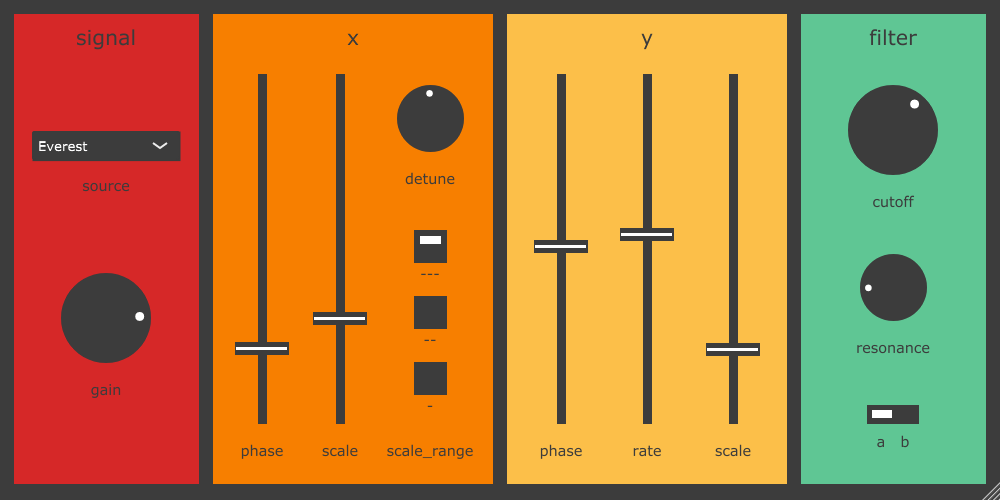 signal
Everest
source
gain
x
detune
---
--
-
phase scale scale_range
y
phase rate scale
filter
cutoff
resonance
a b